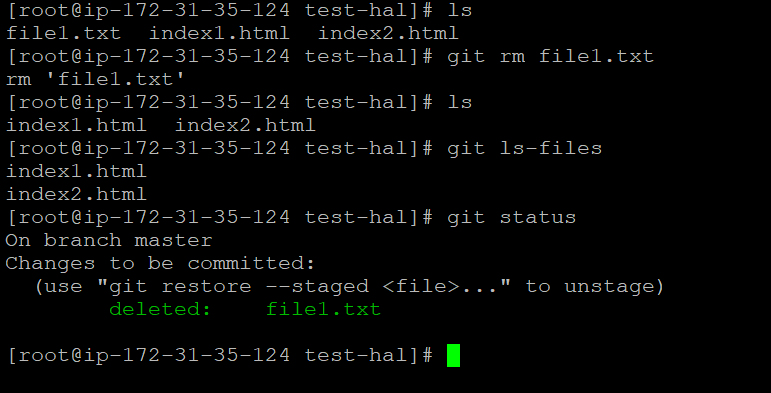 [root@ip-172-31-35-124 test-hal]# ls
file1.txt  index1.html  index2.html
[root@ip-172-31-35-124 test-hal]# git rm file1.txt
rm 'file1.txt'
[root@ip-172-31-35-124 test-hal]# ls
index1.html  index2.html
[root@ip-172-31-35-124 test-hal]# git ls-files
index1.html
index2.html
[root@ip-172-31-35-124 test-hal]# git status
On branch master
Changes to be committed:
  (use "git restore --staged <file>..." to unstage)
        deleted:    file1.txt

[root@ip-172-31-35-124 test-hal]#